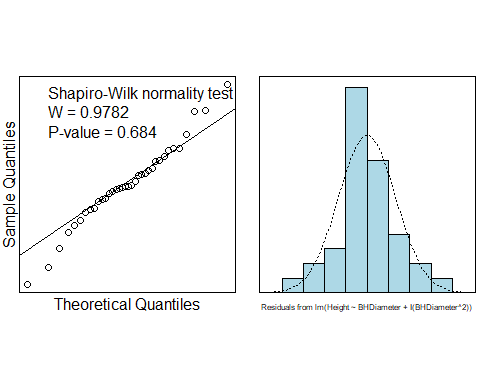 Shapiro-Wilk normality test
W = 0.9782
P-value = 0.684
Sample Quantiles
Theoretical Quantiles
Residuals from lm(Height ~ BHDiameter + I(BHDiameter^2))